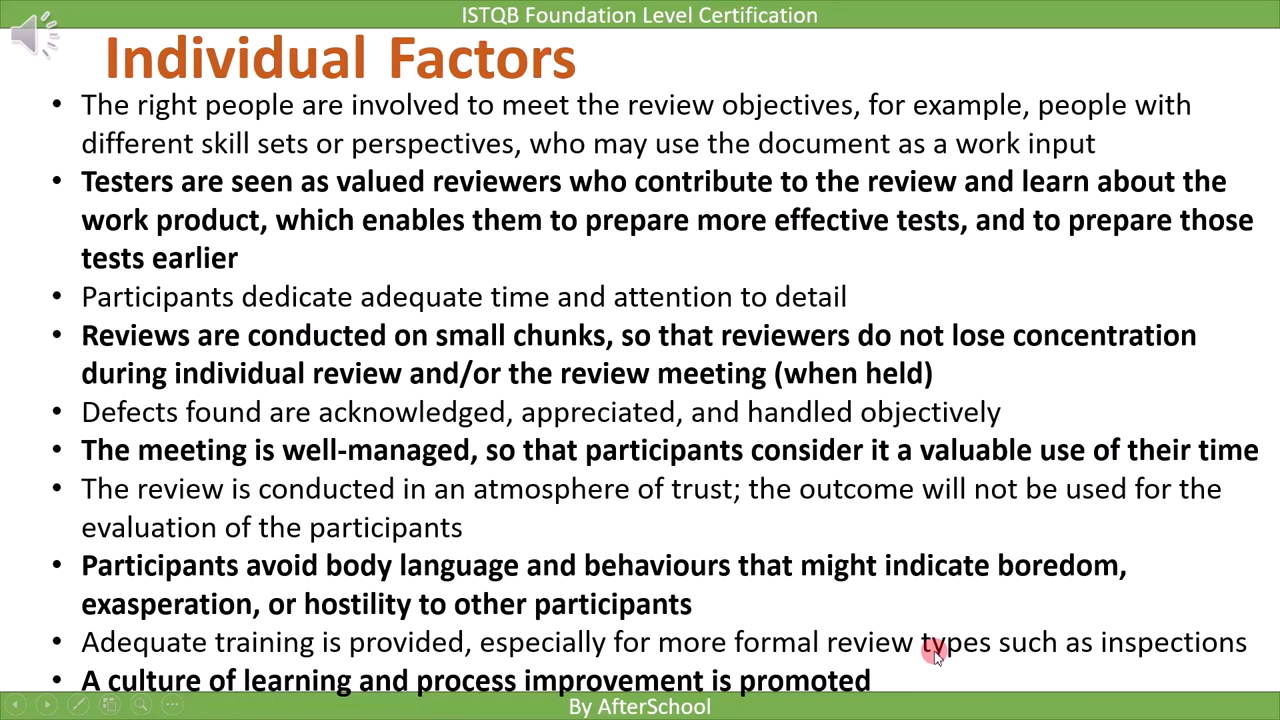 ISTQB Foundation Level Certification
Individual Factors
• The right people are involved to meet the review objectives, for example, people with
different skill sets or perspectives, who may use the document as a work input
• Testers are seen as valued reviewers who contribute to the review and learn about the
work product, which enables them to prepare more effective tests, and to prepare those
tests earlier
• Participants dedicate adequate time and attention to detail
• Reviews are conducted on small chunks, so that reviewers do not lose concentration
during individual review and/or the review meeting (when held)
• Defects found are acknowledged, appreciated, and handled objectively
• The meeting is well-managed, so that participants consider it a valuable use of their time
• The review is conducted in an atmosphere of trust; the outcome will not be used for the
evaluation of the participants
• Participants avoid body language and behaviours that might indicate boredom,
exasperation, or hostility to other participants
• Adequate training is provided, especially for more formal review types such as inspections
• A culture of learning and process improvement is promoted
By AfterSchool